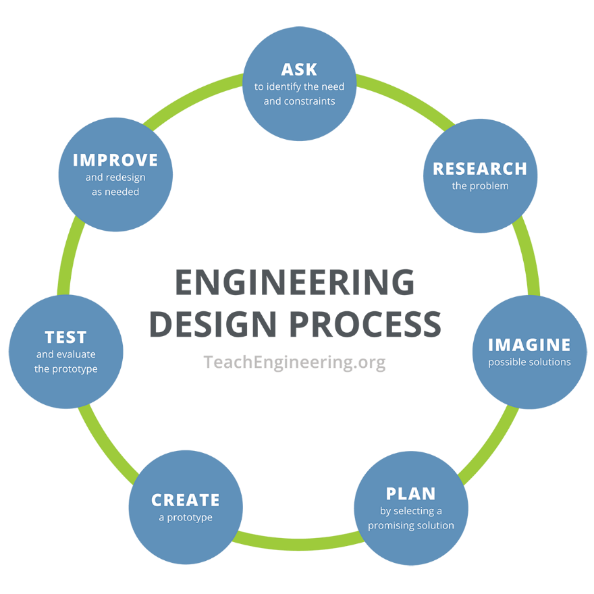 ASK
to identify the need
and constraints
RESEARCH
the problem
IMAGINE
possible solutions
PLAN
by selecting a
promising solution
CREATE
a prototype
TEST
and evaluate
the prototype
IMPROVE
and redesign
as needed
ENGINEERING
DESIGN PROCESS
TeachEngineering.org